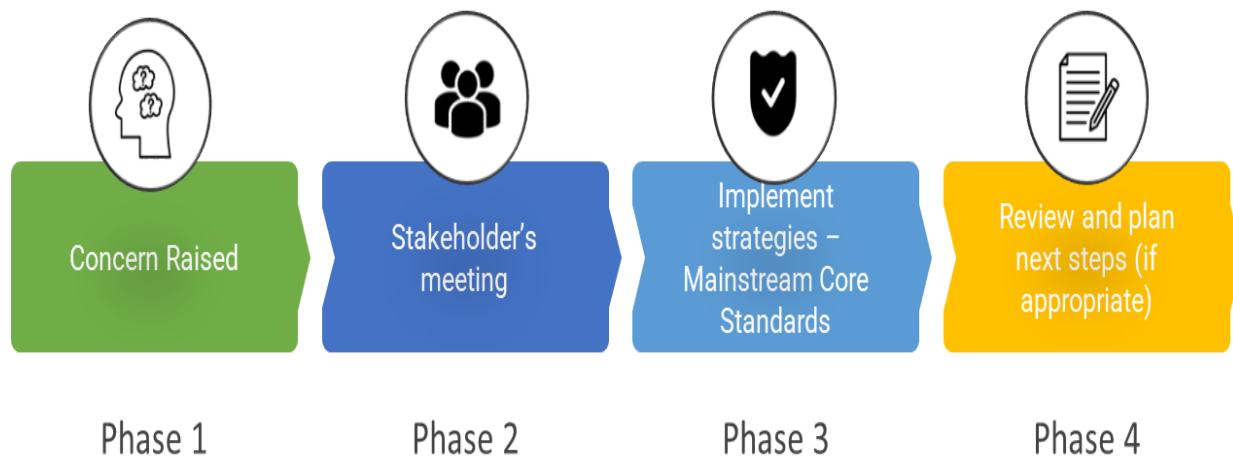 Concern Raised
Stakeholder’s
meeting
Implement
strategies –
Mainstream Core
Standards
Review and plan
next steps (if
appropriate)
Phase 1
Phase 2
Phase 3
Phase 4